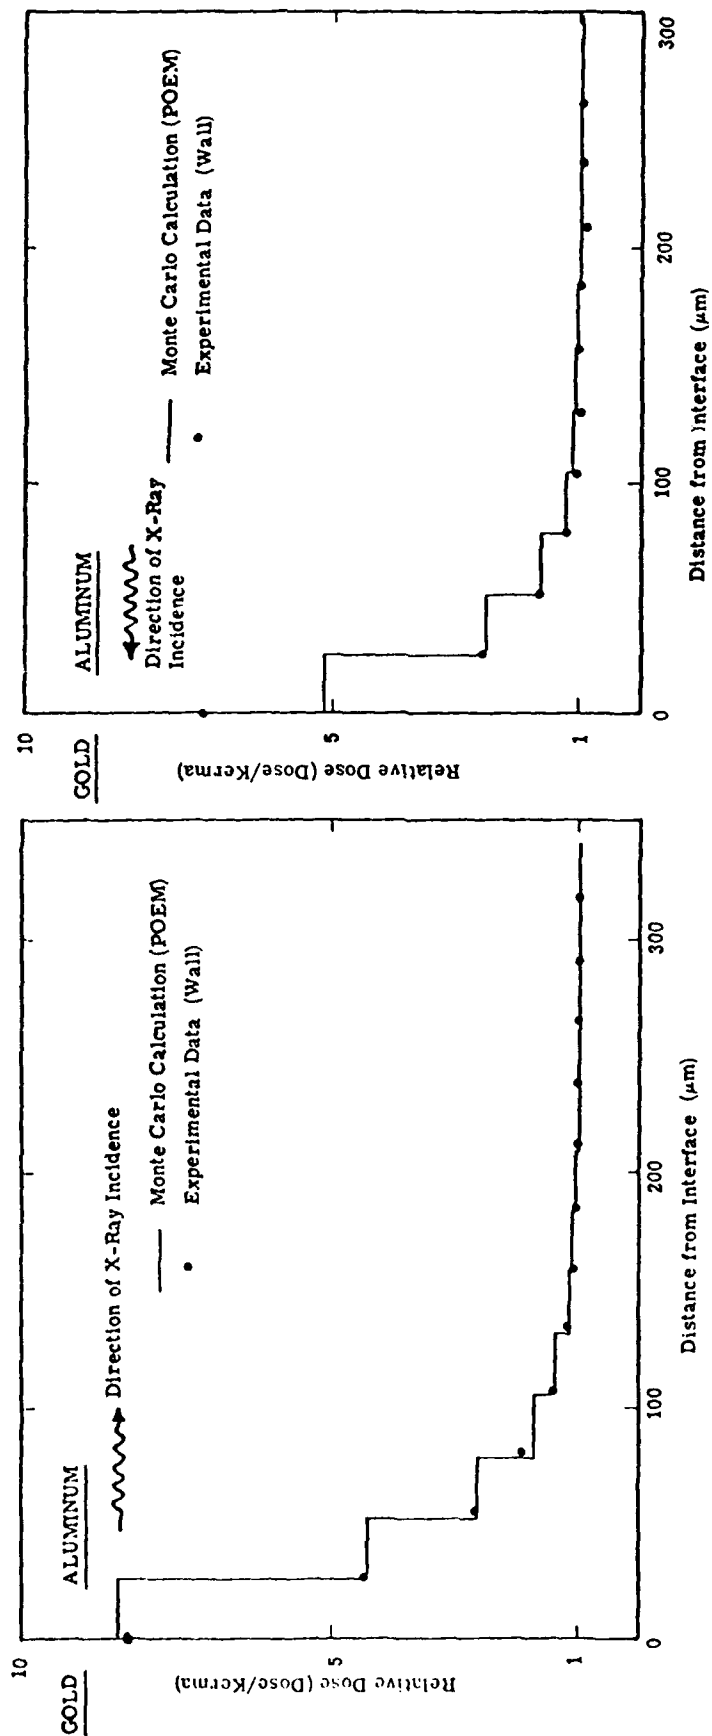 GOLD
ALUMINUM
Direction of X-Ray Incidence
Monte Carlo Calculation (POEM)
Experimental Data (Wall)
10
5
1
Relative Dose (Dose/Kerma)
0
100
200
300
Distance from Interface (μm)
GOLD
ALUMINUM
Direction of X-Ray
Incidence
Monte Carlo Calculation (POEM)
Experimental Data (Wall)
10
5
1
Relative Dose (Dose/Kerma)
0
100
200
300
Distance from Interface (μm)